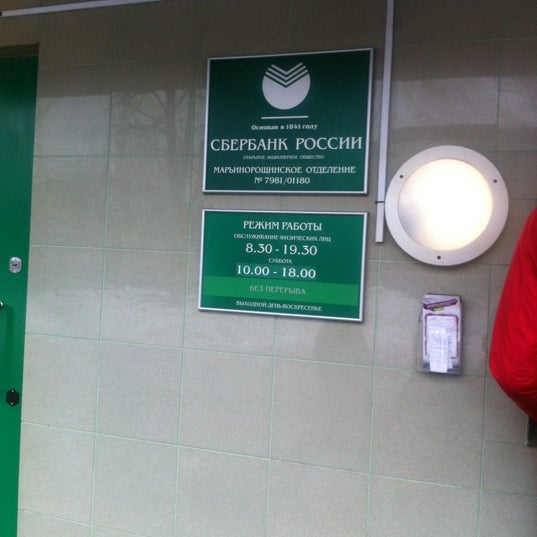 Основан в 1841 году
СБЕРБАНК РОССИИ
ОТКРЫТОЕ АКЦИОНЕРНОЕ ОБЩЕСТВО
МАРЬИНОРОЩИНСКОЕ ОТДЕЛЕНИЕ
№ 7981/01180
РЕЖИМ РАБОТЫ
ОБСЛУЖИВАНИЕ ФИЗИЧЕСКИХ ЛИЦ
8.30 - 19.30
СУББОТА
10.00 - 18.00
БЕЗ ПЕРЕРЫВА
ВЫХОДНОЙ ДЕНЬ-ВОСКРЕСЕНЬЕ